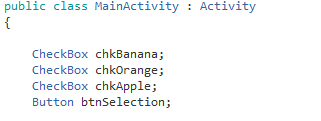 public class MainActivity : Activity
{
CheckBox chkBanana;
CheckBox chkOrange;
CheckBox chkApple;
Button btnSelection;